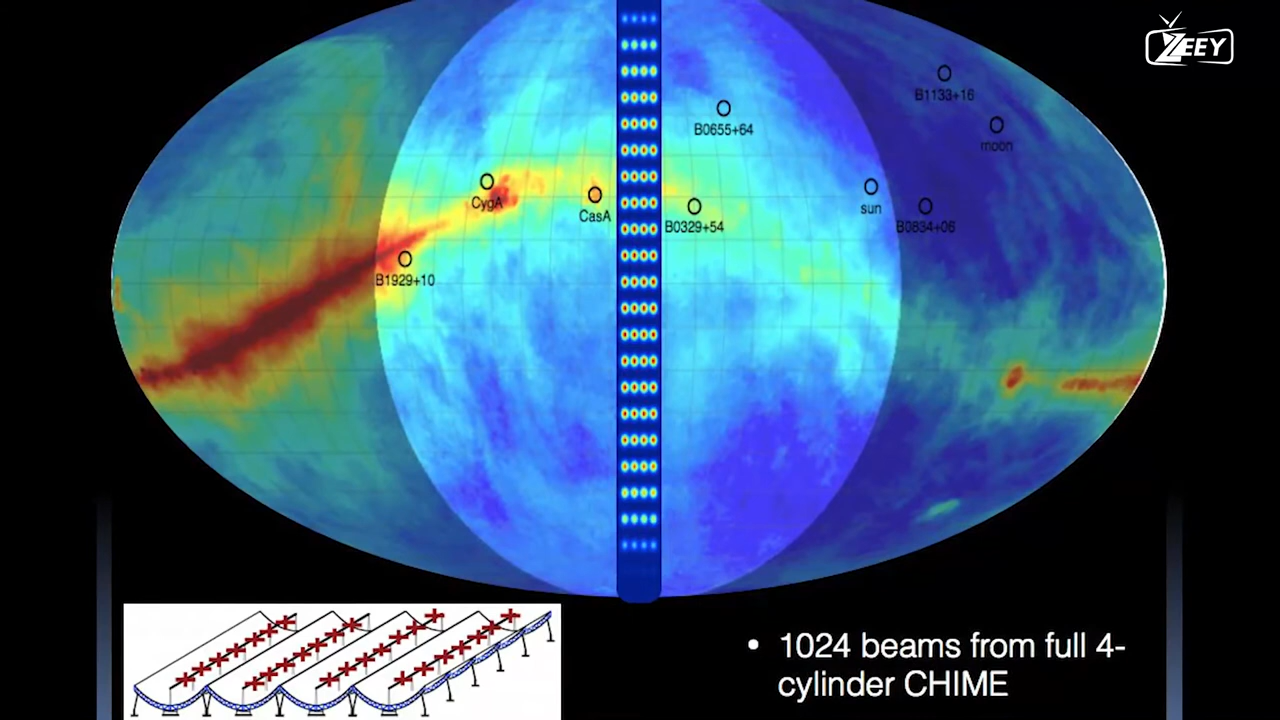 ZEEY
B1133+16
B0655+64
moon
CygA
CasA
sun
B0329+54
B0834+06
B1929+10
• 1024 beams from full 4-
cylinder CHIME